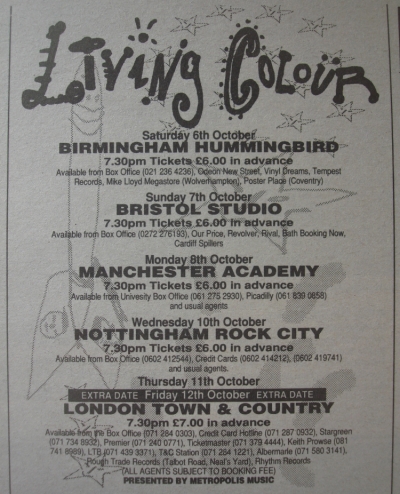 Living Colour
Saturday 6th October
BIRMINGHAM HUMMINGBIRD
7.30pm Tickets £6.00 in advance
Available from Box Office (021 236 4236), Odeon New Street, Vinyl Dreams, Tempest
Records, Mike Lloyd Megastore (Wolverhampton), Poster Place (Coventry)
Sunday 7th October
BRISTOL STUDIO
7.30pm Tickets £6.00 in advance
Available from Box Office (0272 276193), Our Price, Revolver, Rival, Bath Booking Now,
Cardiff Spillers
Monday 8th October
MANCHESTER ACADEMY
7.30pm Tickets £6.00 in advance
Available from Univesity Box Office (061 275 2930), Picadilly (061 839 0858)
and usual agents
Wednesday 10th October
NOTTINGHAM ROCK CITY
7.30pm Tickets £6.00 in advance
Available from Box Office (0602 412544), Credit Cards (0602 414212), (0602 419741)
and usual agents.
Thursday 11th October
EXTRA DATE Friday 12th October EXTRA DATE
LONDON TOWN & COUNTRY
7.30pm £7.00 in advance
Available from the Box Office (071 284 0303), Credit Card Hotline (071 287 0932), Stargreen
(071 734 8932), Premier (071 240 0771), Ticketmaster (071 379 4444), Keith Prowse (081
741 8989), LTB (071 439 3371), T&C Station (071 284 1221), Albermarle (071 580 3141),
Rough Trade Records (Talbot Road, Neal's Yard), Rhythm Records
(ALL AGENTS SUBJECT TO BOOKING FEE)
PRESENTED BY METROPOLIS MUSIC